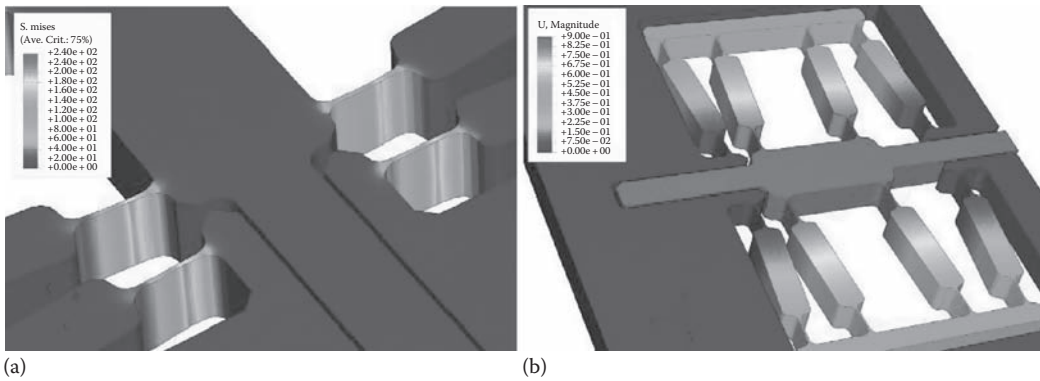 S. mises
(Ave. Crit.: 75%)
+2.40e + 02
+2.40e + 02
+2.00e + 02
+1.80e + 02
+1.60e + 02
+1.40e + 02
+1.20e + 02
+1.00e + 02
+8.00e + 01
+6.00e + 01
+4.00e + 01
+2.00e + 01
+0.00e + 00
(a)
U, Magnitude
+9.00e − 01
+8.25e − 01
+7.50e − 01
+6.75e − 01
+6.00e − 01
+5.25e − 01
+4.50e − 01
+3.75e − 01
+3.00e − 01
+2.25e − 01
+1.50e − 01
+7.50e − 02
+0.00e + 00
(b)